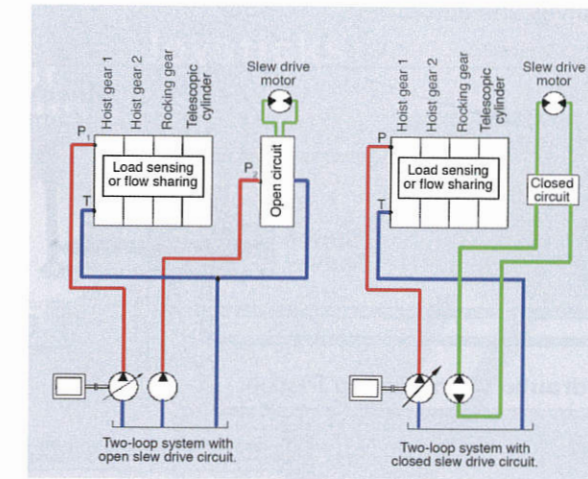 Hoist gear 1
Hoist gear 2
Rocking gear
Telescopic
cylinder
Slew drive
motor
P1
T
Load sensing
or flow sharing
P2
Open circuit
Two-loop system with
open slew drive circuit.
Hoist gear 1
Hoist gear 2
Rocking gear
Telescopic
cylinder
Slew drive
motor
P
T
Load sensing
or flow sharing
Closed
circuit
Two-loop system with
closed slew drive circuit.